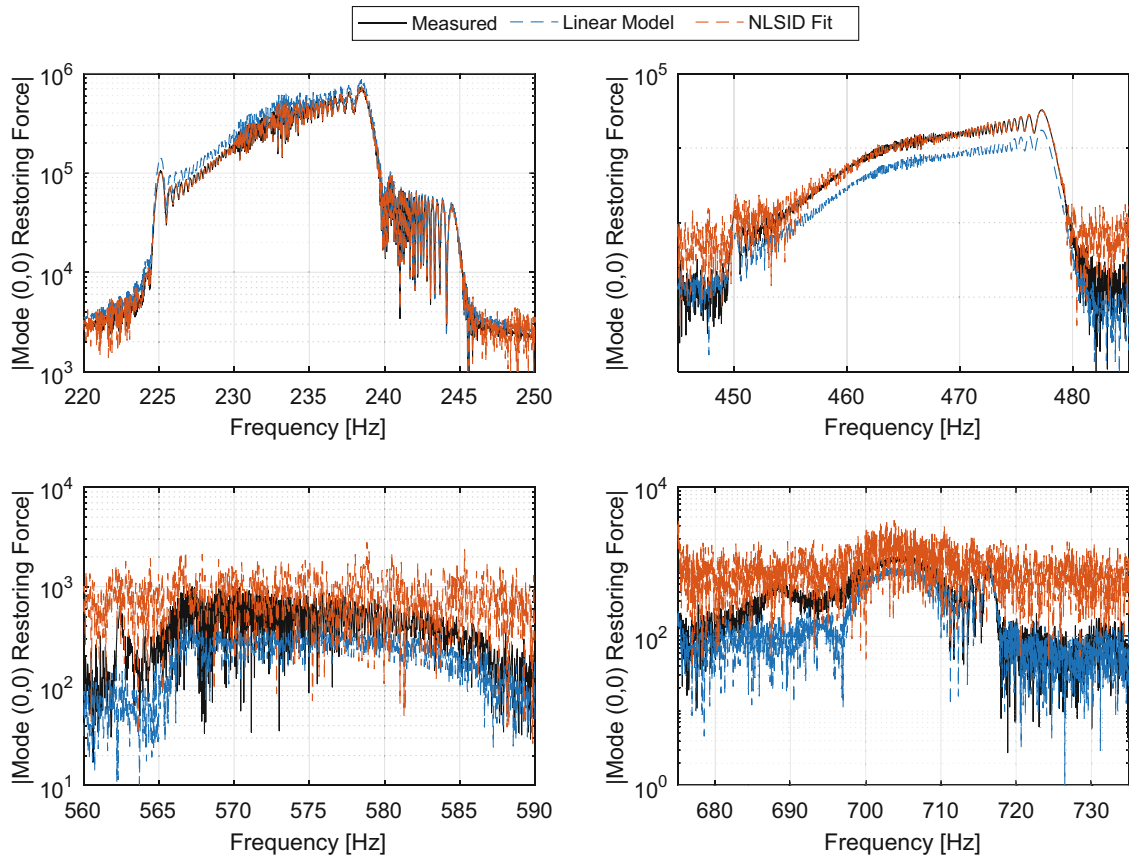 Measured Linear Model NLSID Fit
|Mode (0,0) Restoring Force|
10^6
10^5
10^4
10^3
220 225 230 235 240 245 250
Frequency [Hz]
|Mode (0,0) Restoring Force|
10^5
450 460 470 480
Frequency [Hz]
|Mode (0,0) Restoring Force|
10^4
10^3
10^2
10^1
560 565 570 575 580 585 590
Frequency [Hz]
|Mode (0,0) Restoring Force|
10^4
10^2
10^0
680 690 700 710 720 730
Frequency [Hz]